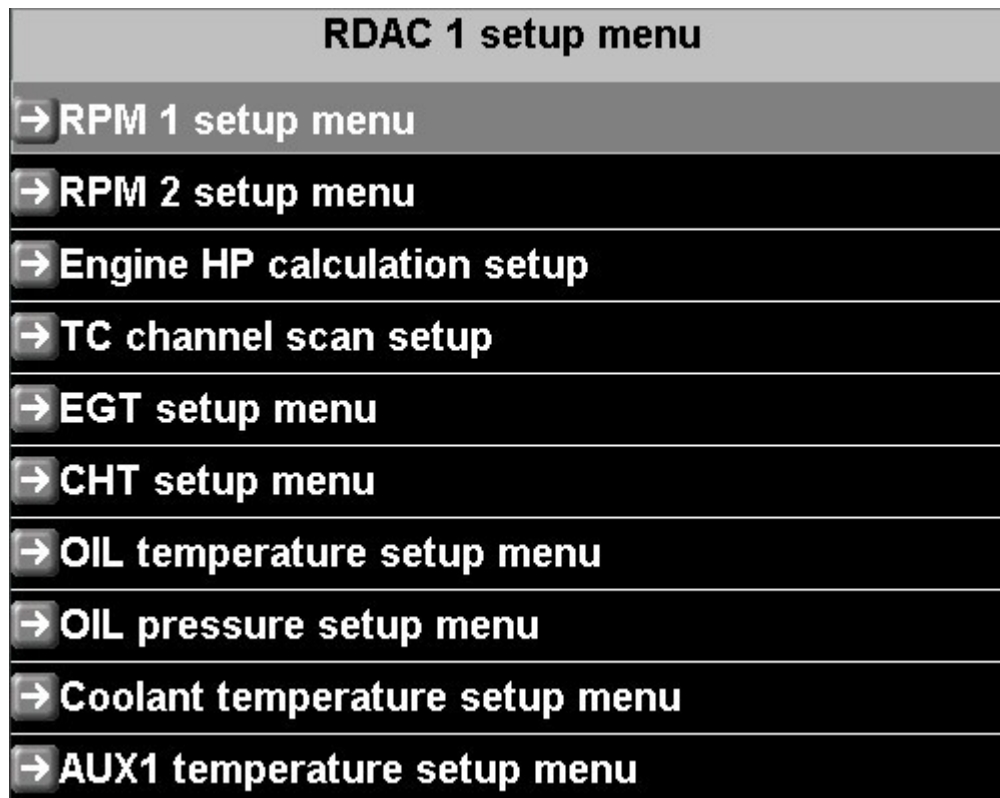 RDAC 1 setup menu
RPM 1 setup menu
RPM 2 setup menu
Engine HP calculation setup
TC channel scan setup
EGT setup menu
CHT setup menu
OIL temperature setup menu
OIL pressure setup menu
Coolant temperature setup menu
AUX1 temperature setup menu